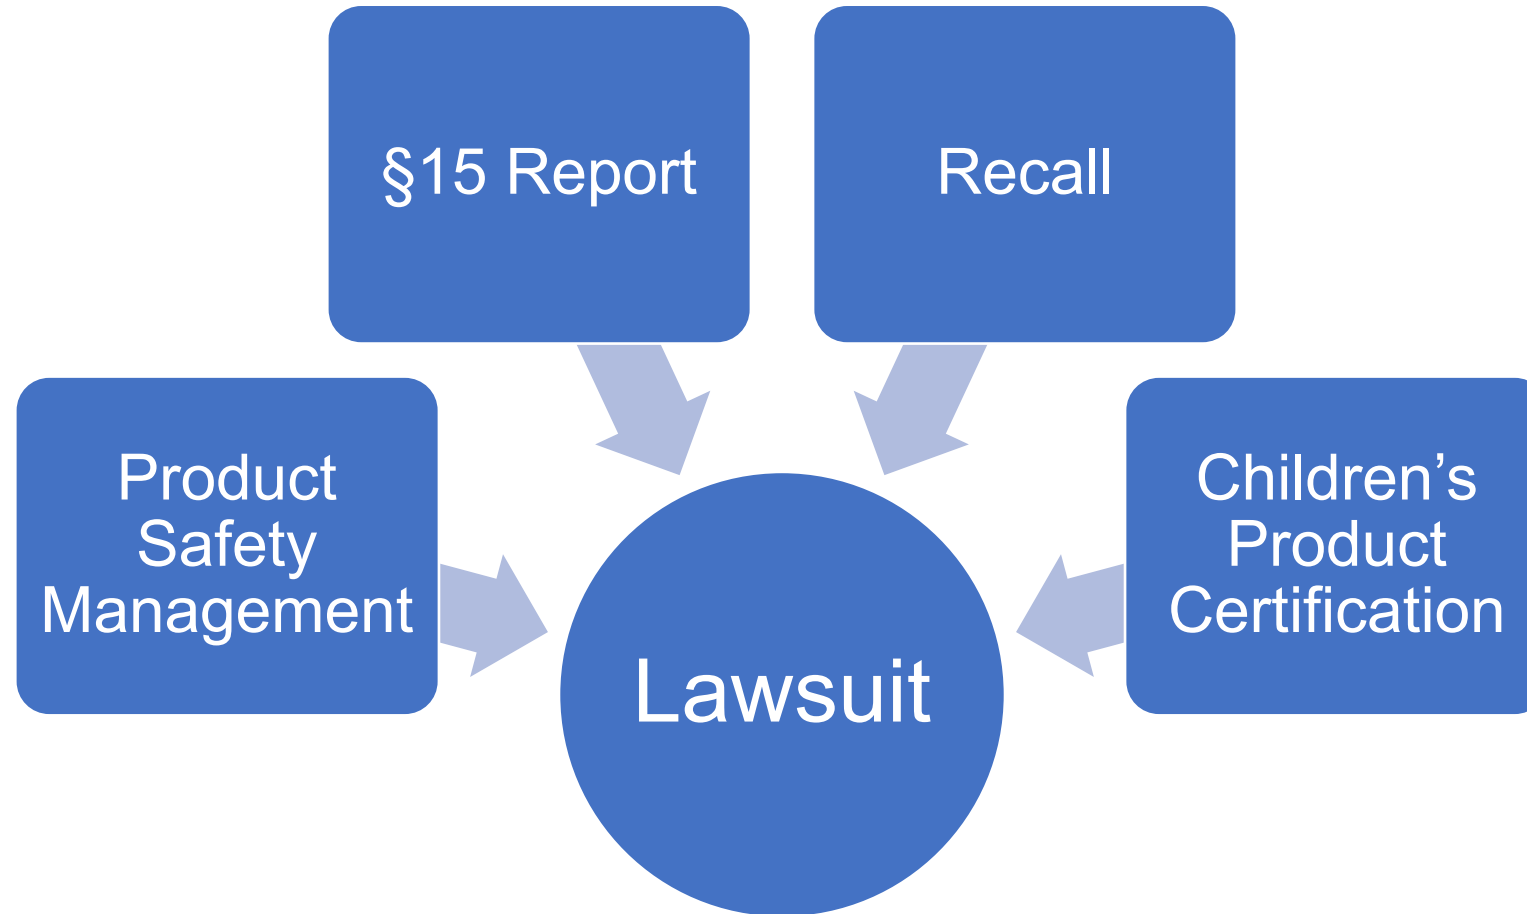 §15 Report
Recall
Product
Safety
Management
Children’s
Product
Certification
Lawsuit